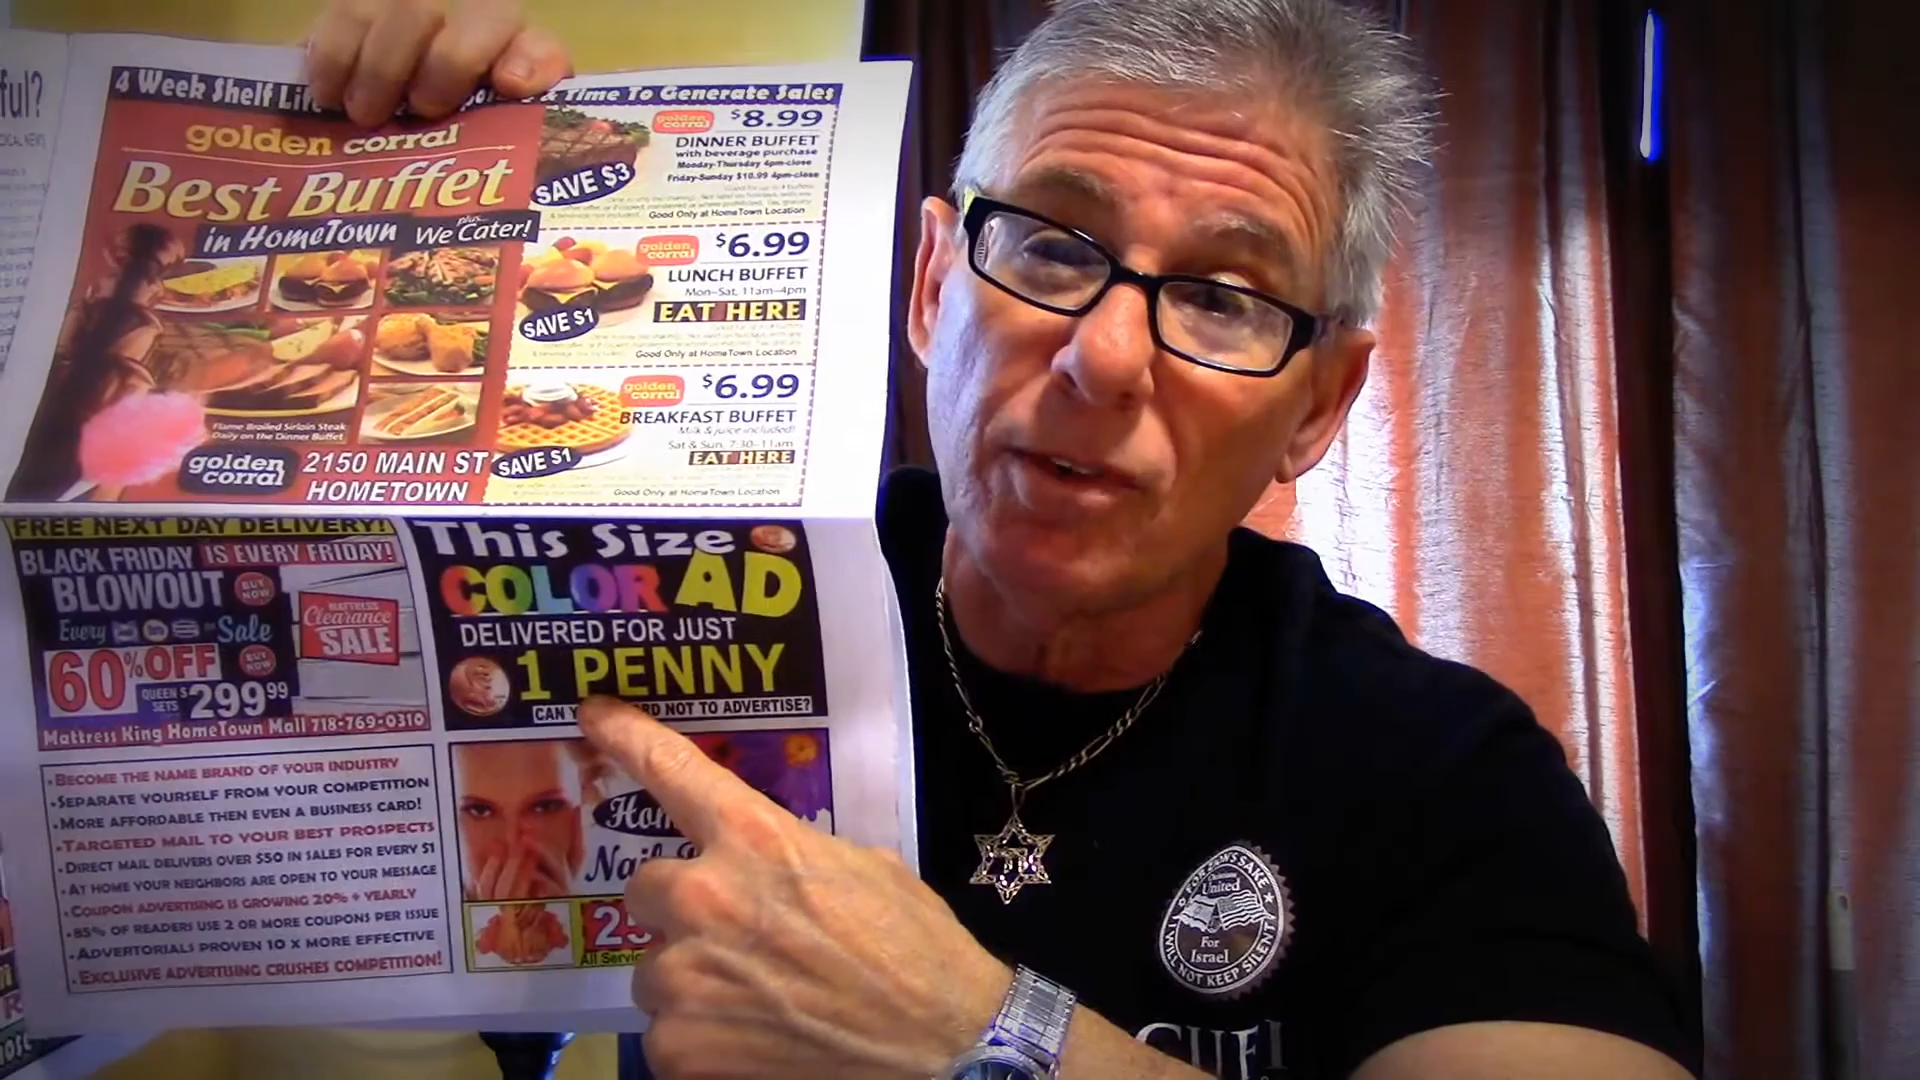 ful?
4 Week Shelf
& Time To Generate Sales
golden corral
Best Buffet
in HomeTown plus... We Cater!
Flame Broiled Sirloin Steak
Daily on the Dinner Buffet
golden corral
2150 MAIN ST
HOMETOWN
SAVE $3
golden corral
$8.99
DINNER BUFFET
with beverage purchase
Monday-Thursday 4pm-close
Friday-Sunday $10.99 4pm-close
Good Only at HomeTown Location
SAVE $1
golden corral
$6.99
LUNCH BUFFET
Mon-Sat, 11am-4pm
EAT HERE
Good Only at HomeTown Location
SAVE $1
golden corral
$6.99
BREAKFAST BUFFET
Milk & juice included!
Sat & Sun, 7:30-11am
EAT HERE
Good Only at HomeTown Location
FREE NEXT DAY DELIVERY!
BLACK FRIDAY IS EVERY FRIDAY!
BLOWOUT
BUY NOW
Every
Sale
60% OFF
BUY NOW
QUEEN SETS $299.99
MATTRESS
Clearance
SALE
Mattress King HomeTown Mall 718-769-0310
This Size
COLOR AD
DELIVERED FOR JUST
1 PENNY
CAN
NOT TO ADVERTISE?
•BECOME THE NAME BRAND OF YOUR INDUSTRY
•SEPARATE YOURSELF FROM YOUR COMPETITION
•MORE AFFORDABLE THEN EVEN A BUSINESS CARD!
•TARGETED MAIL TO YOUR BEST PROSPECTS
•DIRECT MAIL DELIVERS OVER $50 IN SALES FOR EVERY $1
•AT HOME YOUR NEIGHBORS ARE OPEN TO YOUR MESSAGE
•COUPON ADVERTISING IS GROWING 20% + YEARLY
•85% OF READERS USE 2 OR MORE COUPONS PER ISSUE
•ADVERTORIALS PROVEN 10 X MORE EFFECTIVE
•EXCLUSIVE ADVERTISING CRUSHES COMPETITION!
Nail
25
All
FOR ZION'S SAKE
Christians
United
For
Israel
I WILL NOT KEEP SILENT